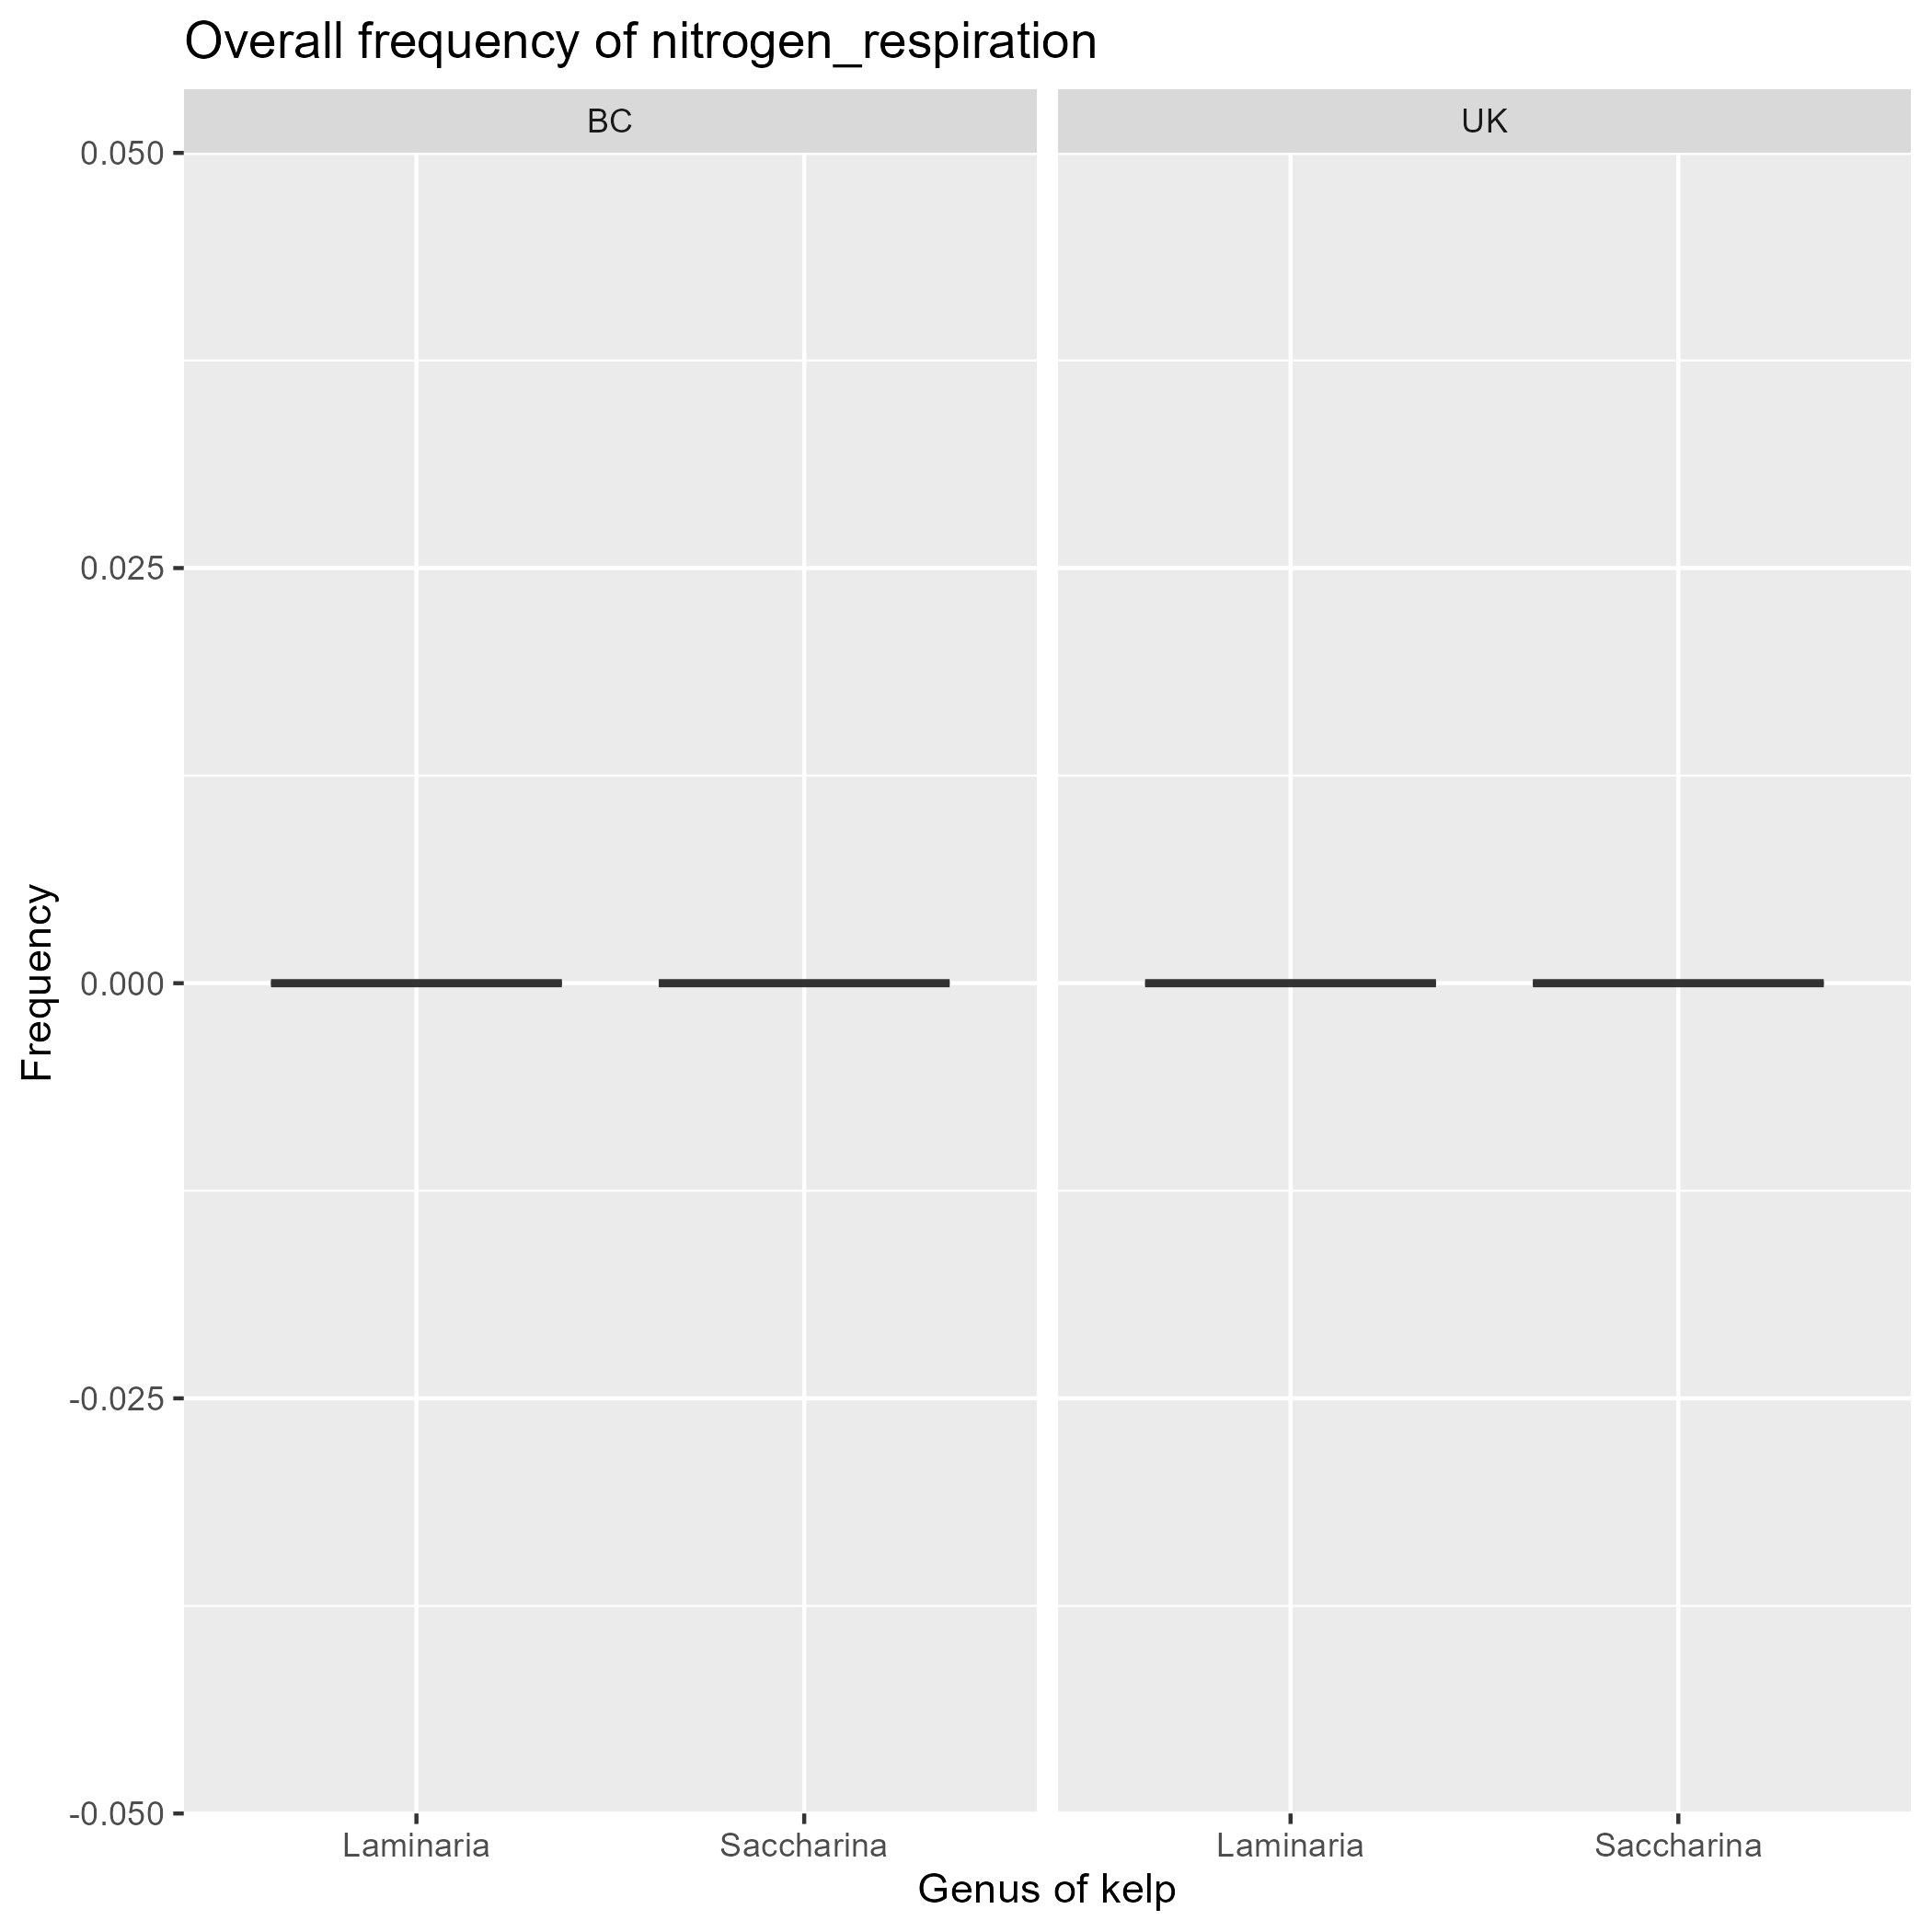 Overall frequency of nitrogen_respiration
BC
UK
0.050
0.025
0.000
-0.025
-0.050
Frequency
Laminaria
Saccharina
Laminaria
Saccharina
Genus of kelp